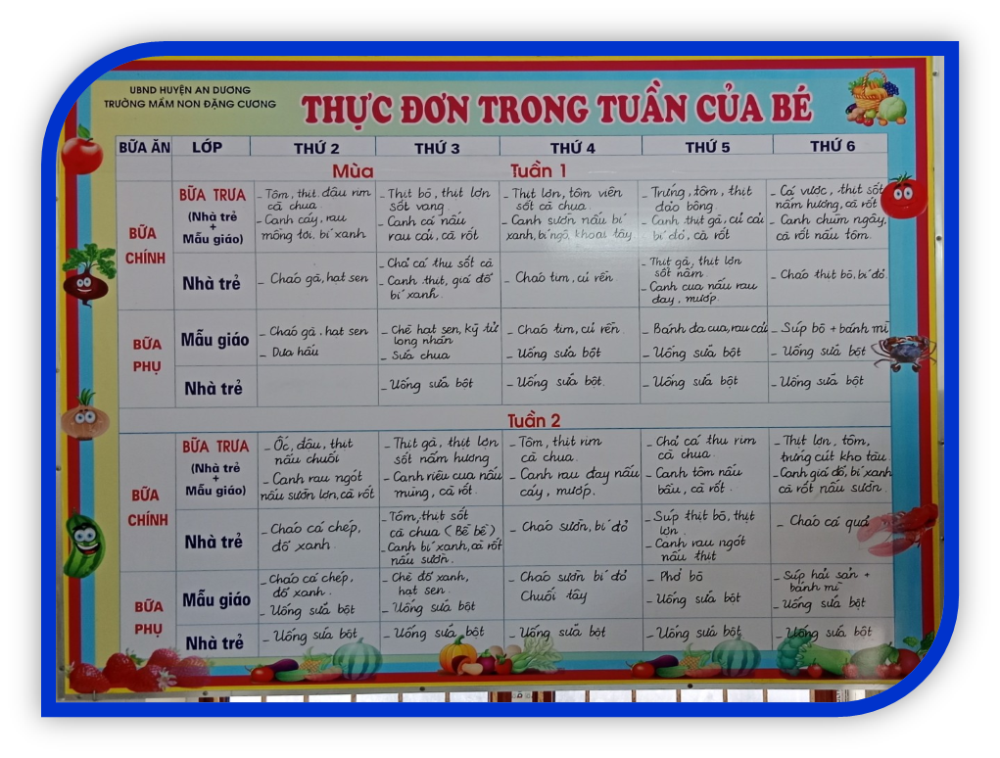 UBND HUYỆN AN DƯƠNG
TRƯỜNG MẦM NON ĐẶNG CƯƠNG
THỰC ĐƠN TRONG TUẦN CỦA BÉ
BỮA ĂN LỚP THỨ 2 THỨ 3 THỨ 4 THỨ 5 THỨ 6
Mùa Tuần 1
BỮA CHÍNH
BỮA TRƯA
(Nhà trẻ
+
Mẫu giáo)
- Tôm, thịt, đậu rim
cà chua.
- Canh cáy, rau
mồng tơi, bí xanh
- Thịt bò, thịt lợn
sốt vang.
- Canh cá nấu
rau cải, cà rốt
- Thịt lợn, tôm viên
sốt cà chua.
- Canh sườn nấu bí
xanh, bí ngô, khoai tây
- Trứng, tôm, thịt
đảo bông.
- Canh thịt gà, củ cải
bí đỏ, cà rốt
- Cá vược, thịt sốt
nấm hương, cà rốt
- Canh chùm ngây,
cà rốt nấu tôm.
Nhà trẻ
- Cháo gà, hạt sen
- Chả cá thu sốt cà
- Canh thịt, giá đỗ
bí xanh.
- Cháo tim, củ rền.
- Thịt gà, thịt lợn
sốt nấm.
- Canh cua nấu rau
đay, mướp.
- Cháo thịt bò, bí đỏ
BỮA PHỤ
Mẫu giáo
- Cháo gà, hạt sen
- Dưa hấu
- Chè hạt sen, kỷ tử
long nhãn
- Sữa chua
- Cháo tim, củ rền
- Uống sữa bột
- Bánh đa cua, rau cải
- Uống sữa bột
- Súp bò + bánh mì
- Uống sữa bột
Nhà trẻ
- Uống sữa bột
- Uống sữa bột.
- Uống sữa bột
- Uống sữa bột
Tuần 2
BỮA CHÍNH
BỮA TRƯA
(Nhà trẻ
+
Mẫu giáo)
- Ốc, đậu, thịt
nấu chuối
- Canh rau ngót
nấu sườn lợn, cà rốt
- Thịt gà, thịt lợn
sốt nấm hương
- Canh riêu cua nấu
mùng, cà rốt.
- Tôm, thịt rim
cà chua.
- Canh rau đay nấu
cáy, mướp.
- Chả cá thu rim
cà chua.
- Canh tôm nấu
bầu, cà rốt.
- Thịt lợn, tôm,
trứng cút kho tàu.
- Canh giá đỗ, bí xanh
cà rốt nấu sườn.
Nhà trẻ
- Cháo cá chép,
đỗ xanh.
- Tôm, thịt sốt
cà chua (Bề bề)
- Canh bí xanh, cà rốt
nấu sườn.
- Cháo sườn, bí đỏ
- Súp thịt bò, thịt
lợn.
- Canh rau ngót
nấu thịt
- Cháo cá quả
BỮA PHỤ
Mẫu giáo
- Cháo cá chép,
đỗ xanh.
- Uống sữa bột
- Chè đỗ xanh,
hạt sen.
- Uống sữa bột
- Cháo sườn bí đỏ
Chuối tây
- Phở bò
- Uống sữa bột
- Súp hải sản +
bánh mì
- Uống sữa bột
Nhà trẻ
- Uống sữa bột
- Uống sữa bột
- Uống sữa bột
- Uống sữa bột
- Uống sữa bột